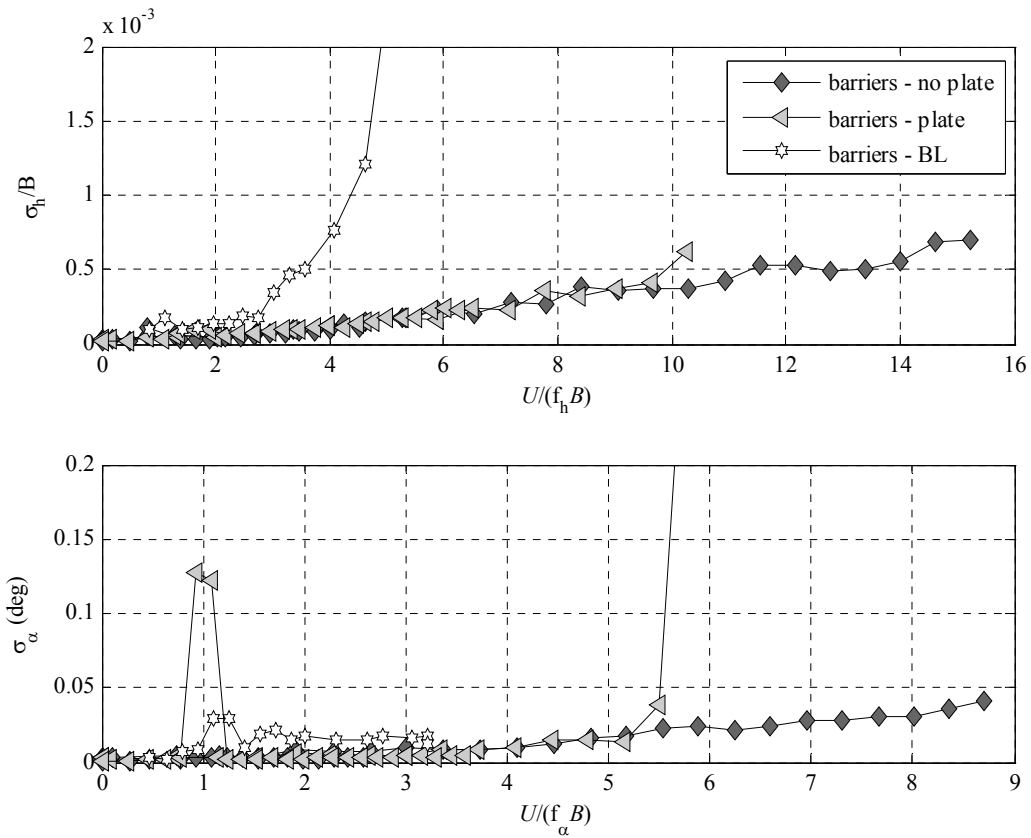 x 10⁻³
2
1.5
1
0.5
0
σₕ/B
barriers - no plate
barriers - plate
barriers - BL
0 2 4 6 8 10 12 14 16
U/(fₕB)
0.2
0.15
0.1
0.05
0
σ_α (deg)
0 1 2 3 4 5 6 7 8 9
U/(f_αB)